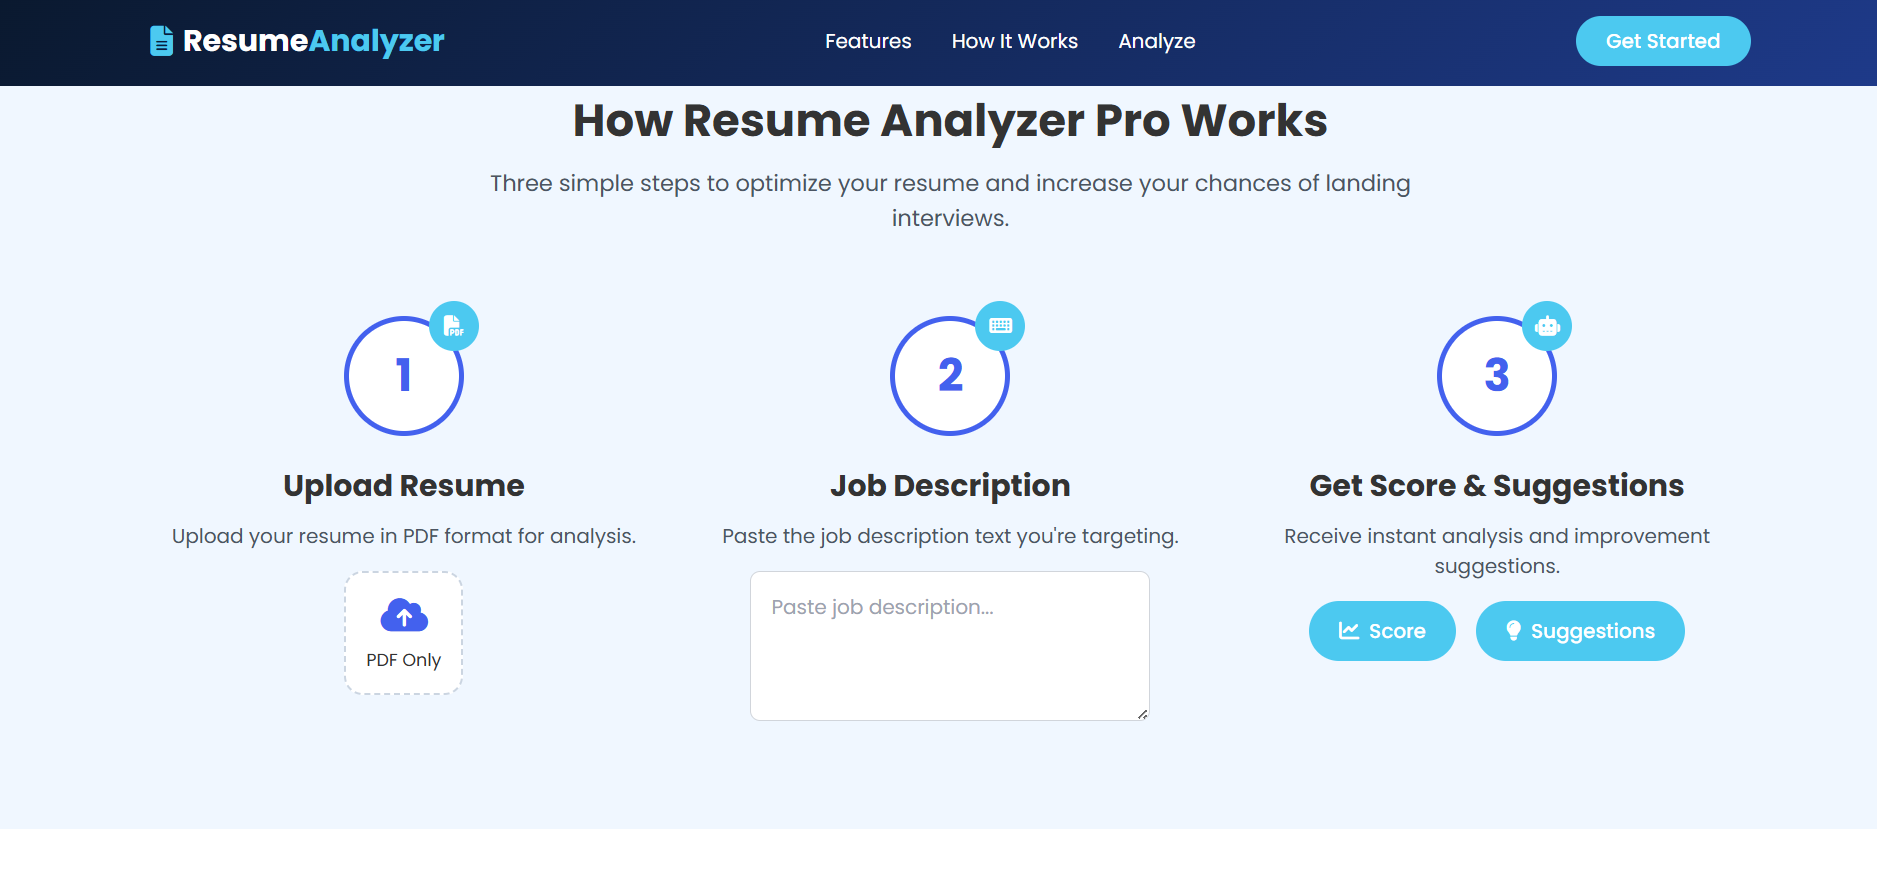 ResumeAnalyzer
Features
How It Works
Analyze
Get Started
How Resume Analyzer Pro Works
Three simple steps to optimize your resume and increase your chances of landing
interviews.
1
PDF
Upload Resume
Upload your resume in PDF format for analysis.
PDF Only
2
Job Description
Paste the job description text you're targeting.
Paste job description...
3
Get Score & Suggestions
Receive instant analysis and improvement
suggestions.
Score
Suggestions